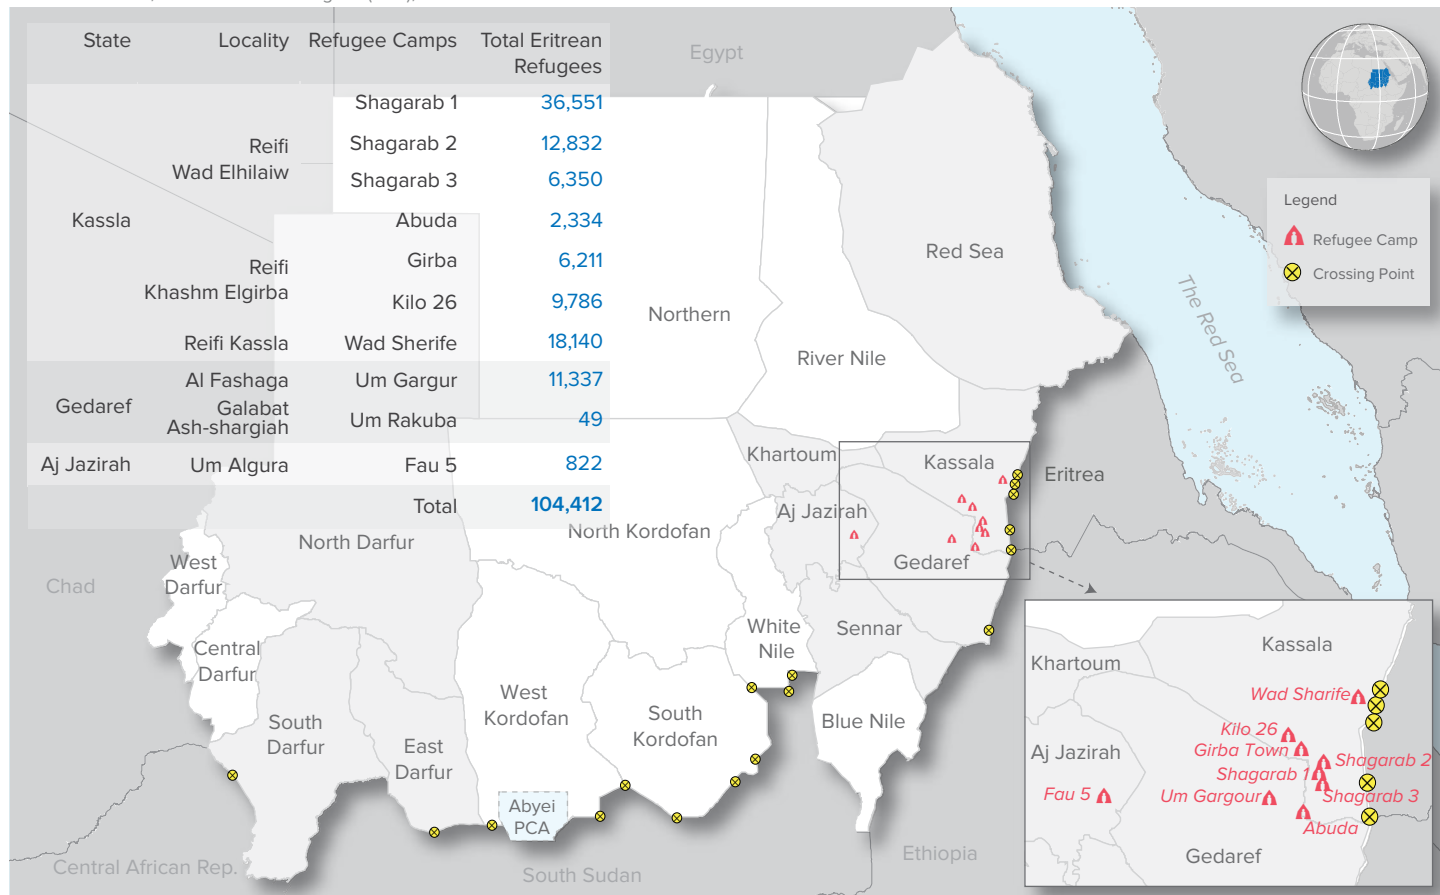 State Locality Refugee Camps Total Eritrean
Refugees
Shagarab 1 36,551
Reifi
Wad Elhilaiw
Shagarab 2 12,832
Shagarab 3 6,350
Kassla
Abuda 2,334
Reifi
Khashm Elgirba
Girba 6,211
Kilo 26 9,786
Reifi Kassla Wad Sherife 18,140
Gedaref
Al Fashaga Um Gargur 11,337
Galabat
Ash-shargiah
Um Rakuba 49
Aj Jazirah Um Algura Fau 5 822
Total 104,412
Egypt
Red Sea
The Red Sea
Northern
River Nile
Khartoum
Kassala
Eritrea
Aj Jazirah
Gedaref
North Kordofan
North Darfur
West
Darfur
Chad
Central
Darfur
White
Nile
Sennar
West
Kordofan
South
Kordofan
Blue Nile
South
Darfur
East
Darfur
Abyei
PCA
Central African Rep.
South Sudan
Ethiopia
Legend
Refugee Camp
Crossing Point
Kassala
Khartoum
Wad Sharife
Kilo 26
Girba Town
Aj Jazirah
Shagarab 2
Shagarab 1
Fau 5
Um Gargour
Shagarab 3
Abuda
Gedaref